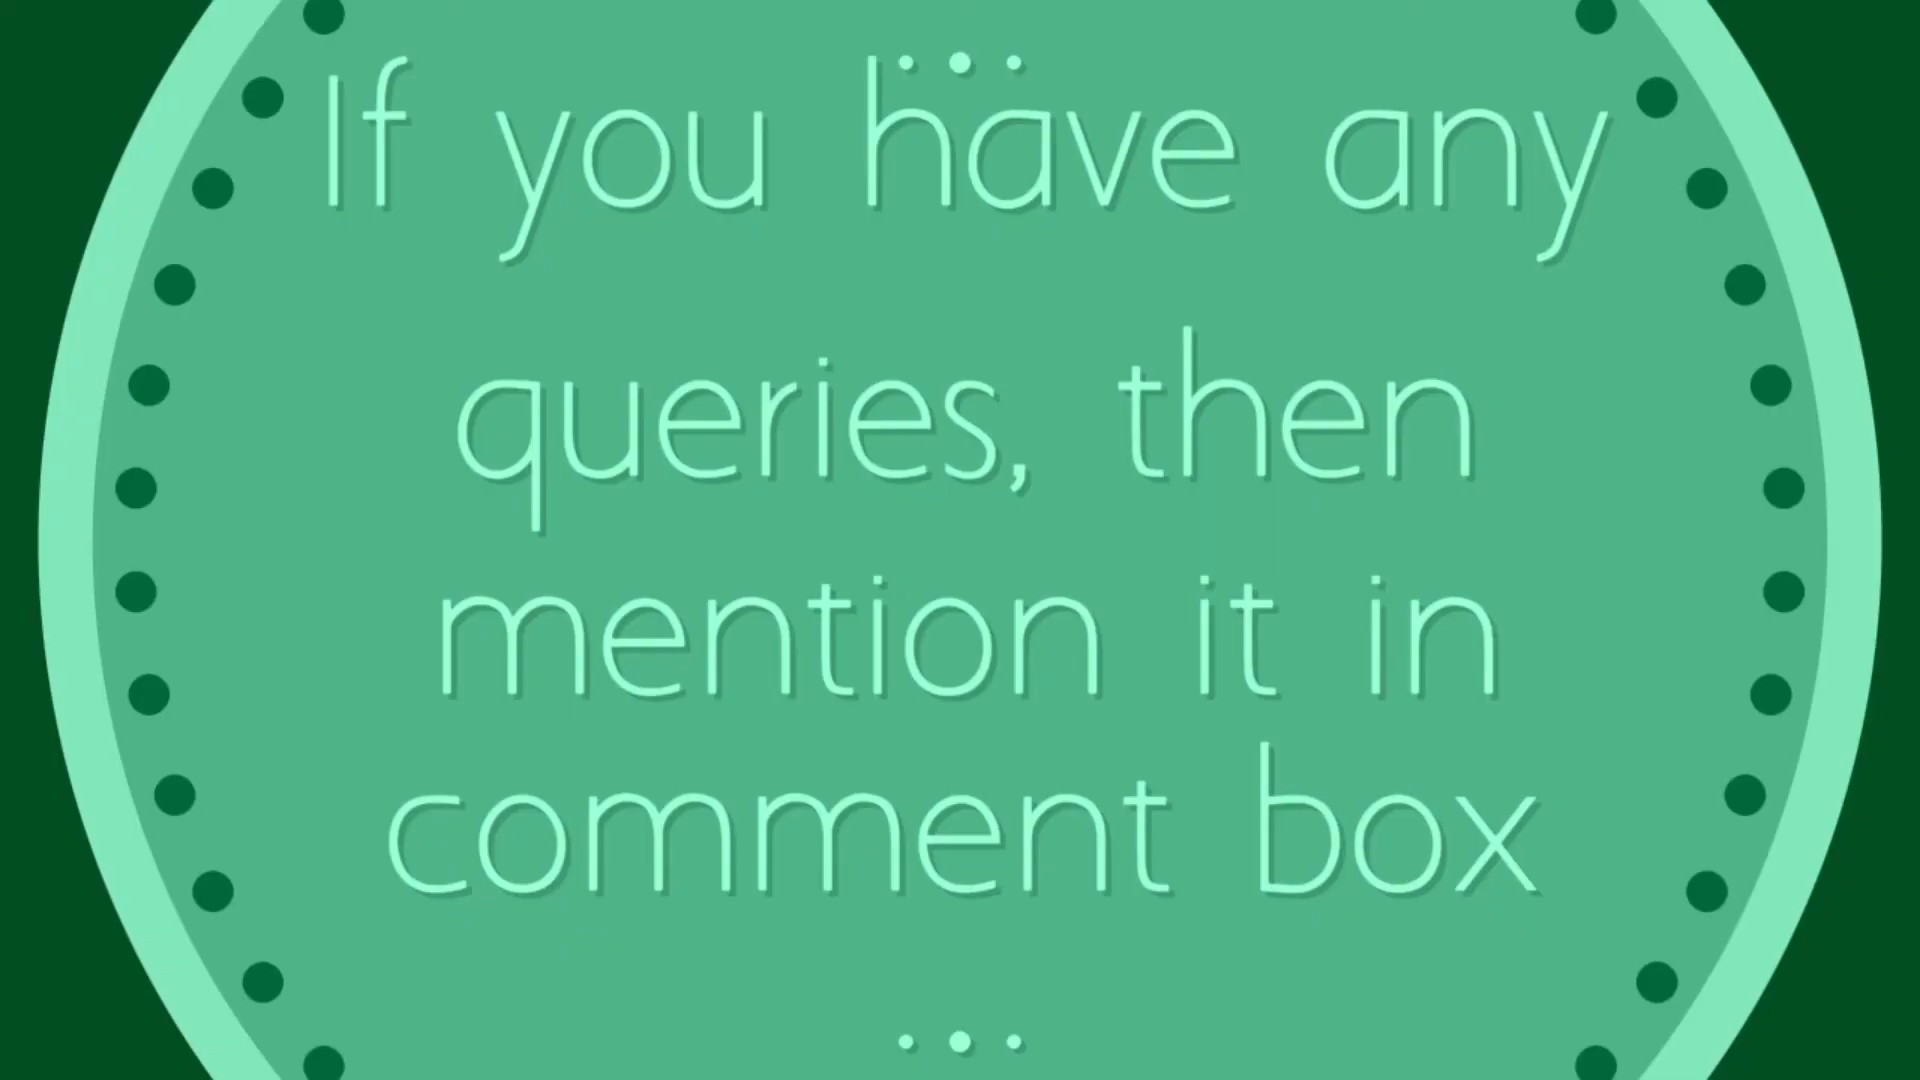 If you have any
queries, then
mention it in
comment box